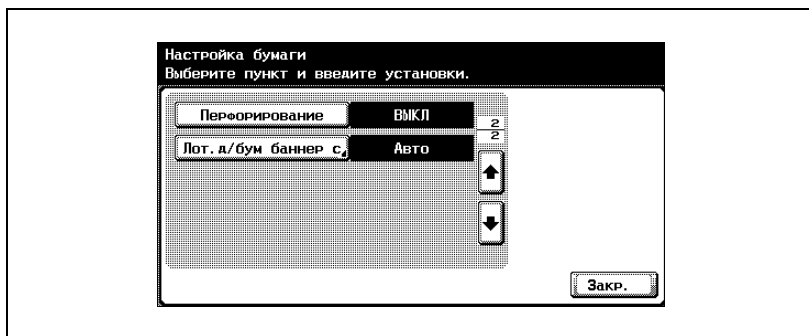 Настройка бумаги
Выберите пункт и введите установки.
Перфорирование ВЫКЛ
2
2
Лот.д/бум баннер с Авто
Закр.